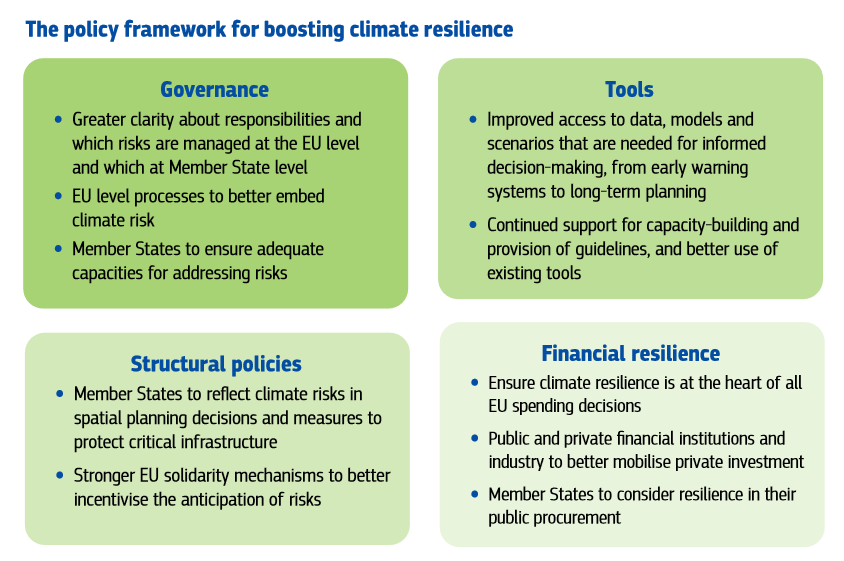 The policy framework for boosting climate resilience
Governance
• Greater clarity about responsibilities and
which risks are managed at the EU level
and which at Member State level
• EU level processes to better embed
climate risk
• Member States to ensure adequate
capacities for addressing risks
Tools
• Improved access to data, models and
scenarios that are needed for informed
decision-making, from early warning
systems to long-term planning
• Continued support for capacity-building and
provision of guidelines, and better use of
existing tools
Structural policies
• Member States to reflect climate risks in
spatial planning decisions and measures to
protect critical infrastructure
• Stronger EU solidarity mechanisms to better
incentivise the anticipation of risks
Financial resilience
• Ensure climate resilience is at the heart of all
EU spending decisions
• Public and private financial institutions and
industry to better mobilise private investment
• Member States to consider resilience in their
public procurement